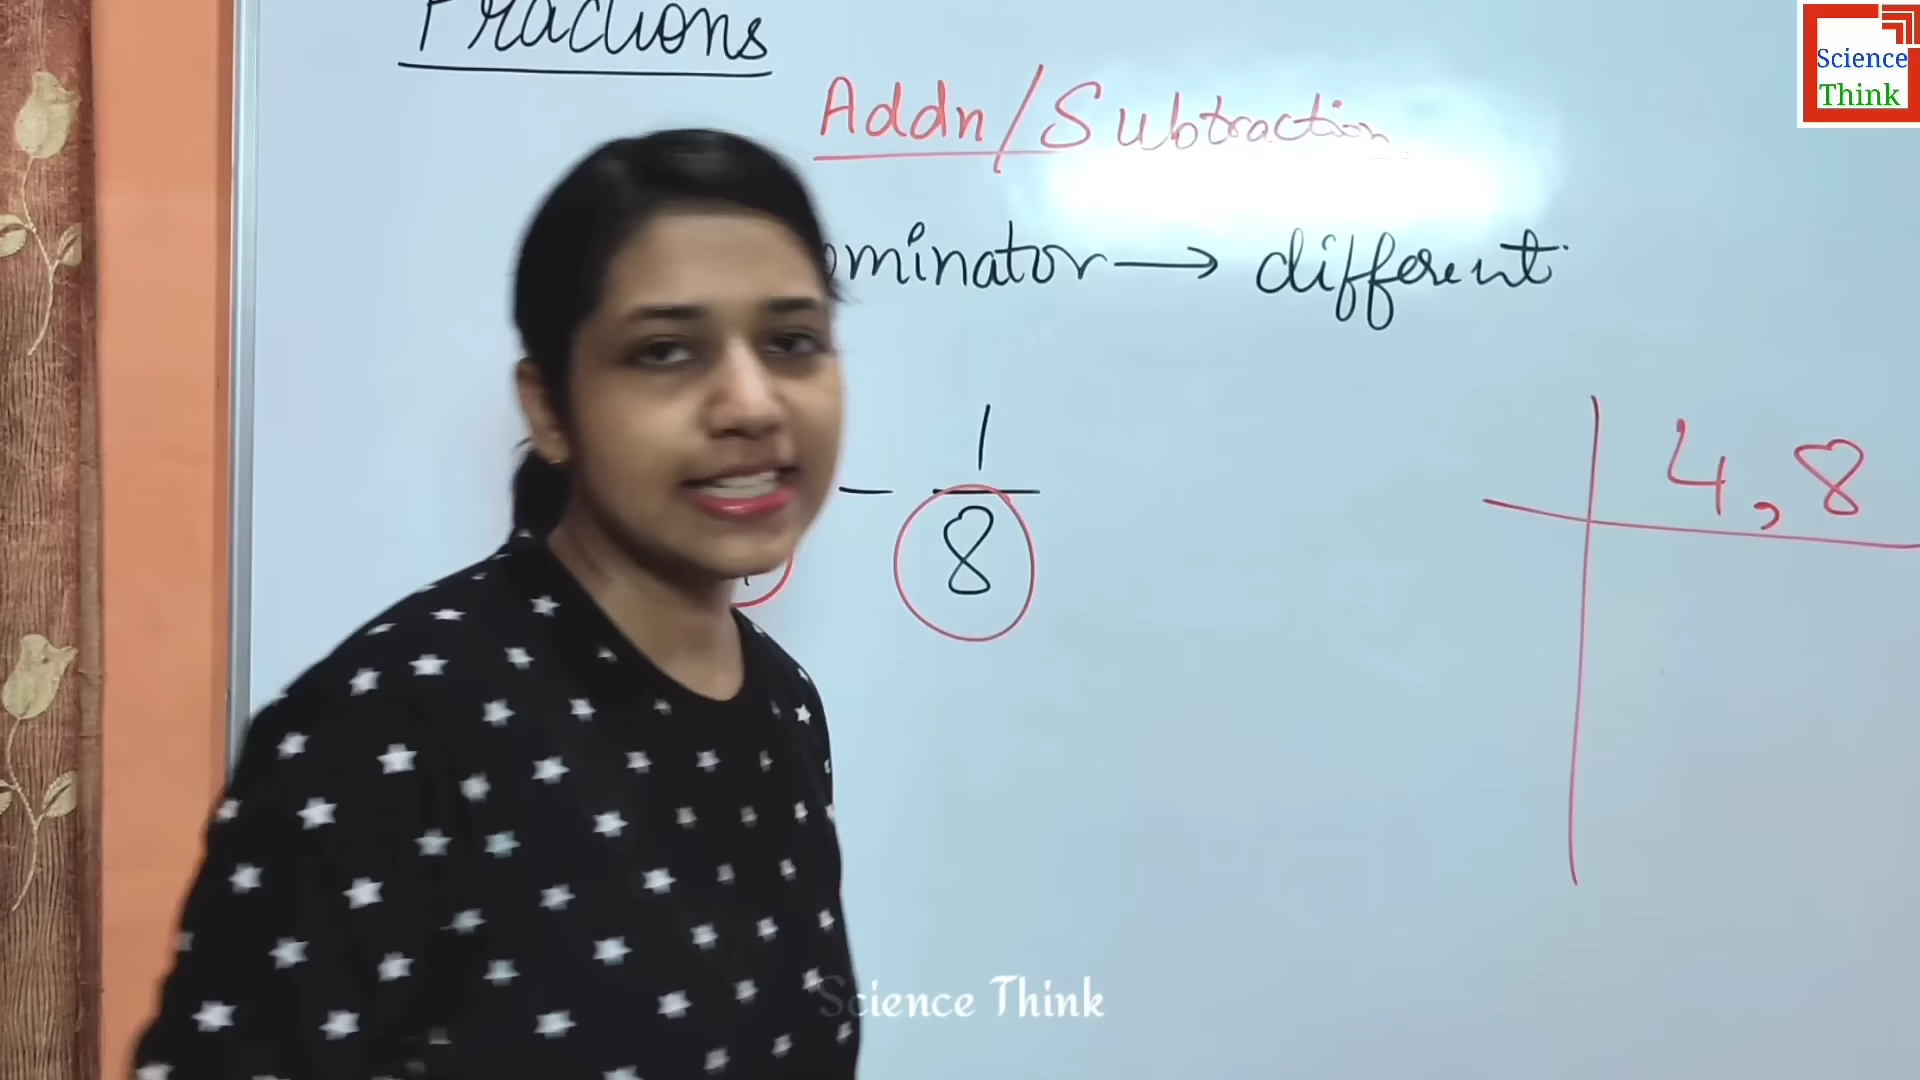 Fractions
Science
Think
Addn/Subtraction
ominator → different
4, 8
- 1
8
Science Think